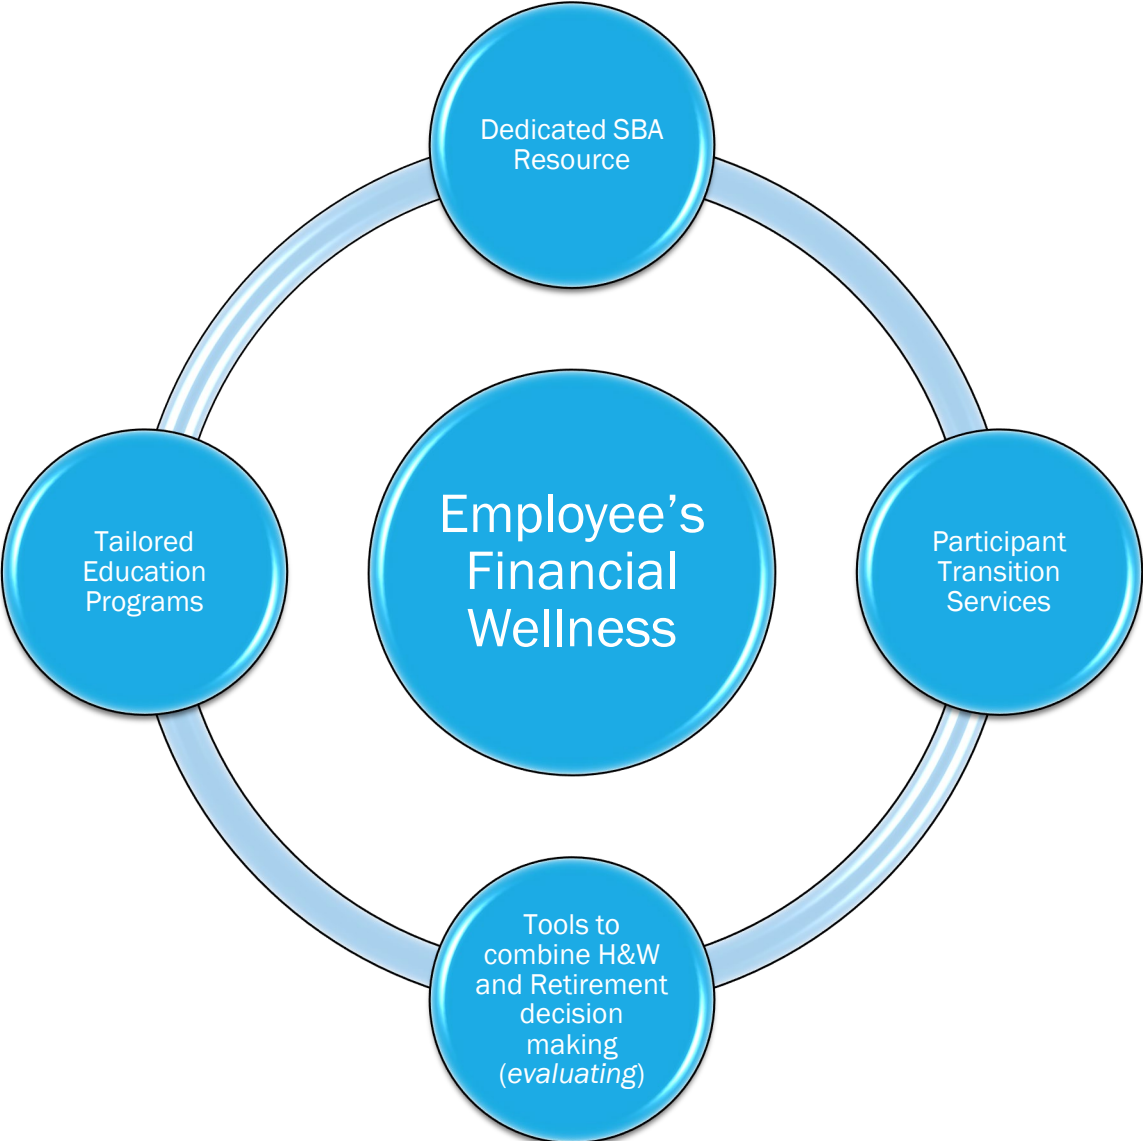 Dedicated SBA
Resource
Tailored
Education
Programs
Employee’s
Financial
Wellness
Participant
Transition
Services
Tools to
combine H&W
and Retirement
decision
making
(evaluating)